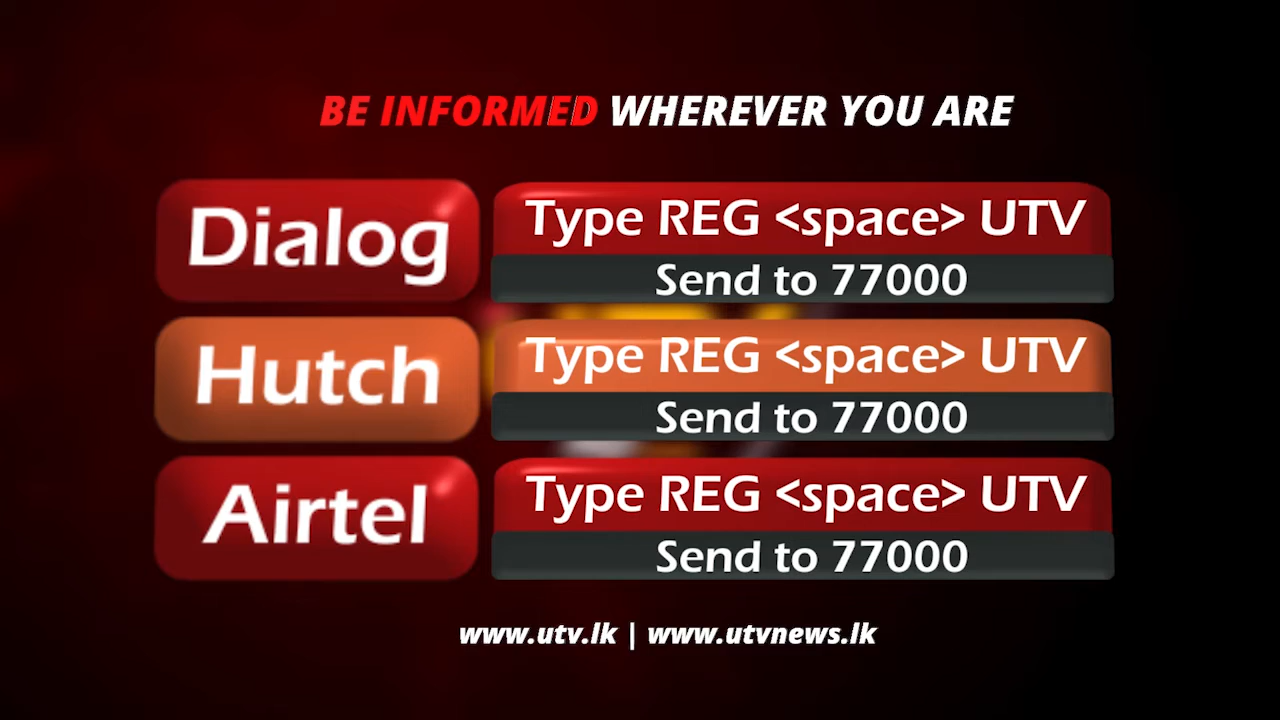 BE INFORMED WHEREVER YOU ARE
Dialog
Type REG <space> UTV
Send to 77000
Hutch
Type REG <space> UTV
Send to 77000
Airtel
Type REG <space> UTV
Send to 77000
www.utv.lk | www.utvnews.lk